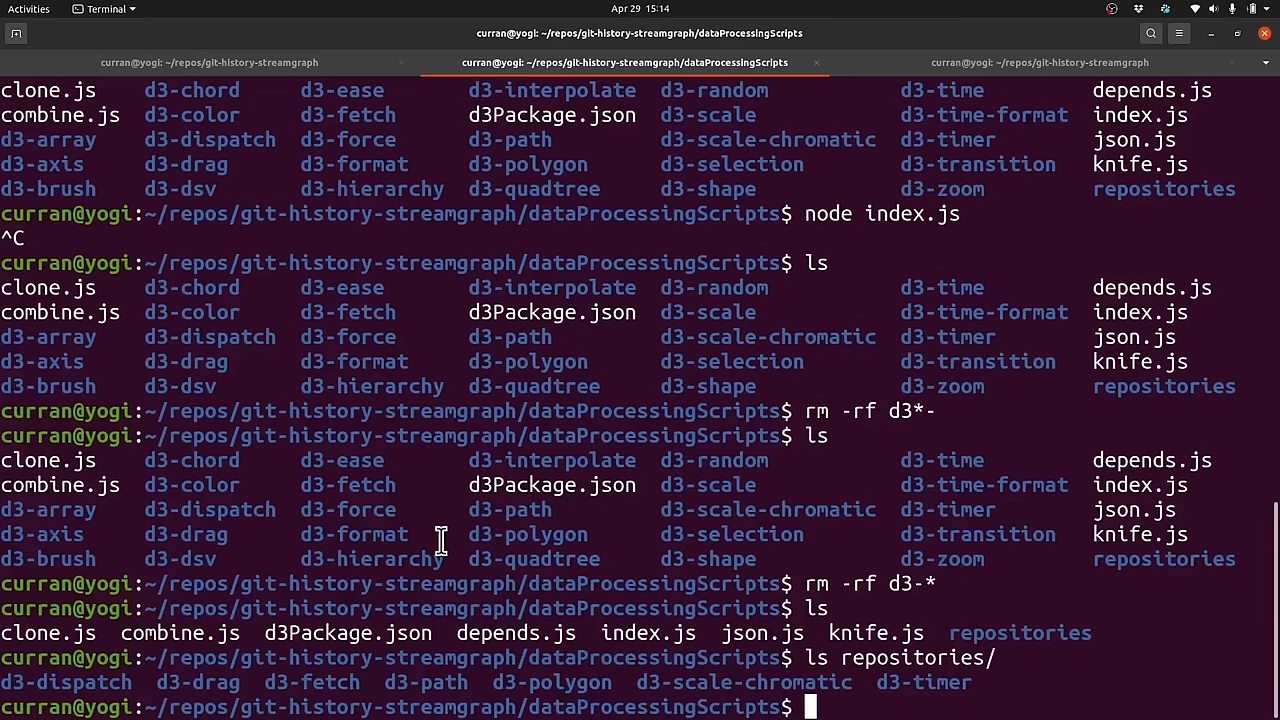 Activities Terminal Apr 29 15:14
curran@yogi: ~/repos/git-history-streamgraph/dataProcessingScripts
curran@yogi: ~/repos/git-history-streamgraph curran@yogi: ~/repos/git-history-streamgraph/dataProcessingScripts curran@yogi: ~/repos/git-history-streamgraph
clone.js d3-chord d3-ease d3-interpolate d3-random d3-time depends.js
combine.js d3-color d3-fetch d3Package.json d3-scale d3-time-format index.js
d3-array d3-dispatch d3-force d3-path d3-scale-chromatic d3-timer json.js
d3-axis d3-drag d3-format d3-polygon d3-selection d3-transition knife.js
d3-brush d3-dsv d3-hierarchy d3-quadtree d3-shape d3-zoom repositories
curran@yogi:~/repos/git-history-streamgraph/dataProcessingScripts$ node index.js
^C
curran@yogi:~/repos/git-history-streamgraph/dataProcessingScripts$ ls
clone.js d3-chord d3-ease d3-interpolate d3-random d3-time depends.js
combine.js d3-color d3-fetch d3Package.json d3-scale d3-time-format index.js
d3-array d3-dispatch d3-force d3-path d3-scale-chromatic d3-timer json.js
d3-axis d3-drag d3-format d3-polygon d3-selection d3-transition knife.js
d3-brush d3-dsv d3-hierarchy d3-quadtree d3-shape d3-zoom repositories
curran@yogi:~/repos/git-history-streamgraph/dataProcessingScripts$ rm -rf d3*-
curran@yogi:~/repos/git-history-streamgraph/dataProcessingScripts$ ls
clone.js d3-chord d3-ease d3-interpolate d3-random d3-time depends.js
combine.js d3-color d3-fetch d3Package.json d3-scale d3-time-format index.js
d3-array d3-dispatch d3-force d3-path d3-scale-chromatic d3-timer json.js
d3-axis d3-drag d3-format d3-polygon d3-selection d3-transition knife.js
d3-brush d3-dsv d3-hierarchy d3-quadtree d3-shape d3-zoom repositories
curran@yogi:~/repos/git-history-streamgraph/dataProcessingScripts$ rm -rf d3-*
curran@yogi:~/repos/git-history-streamgraph/dataProcessingScripts$ ls
clone.js combine.js d3Package.json depends.js index.js json.js knife.js repositories
curran@yogi:~/repos/git-history-streamgraph/dataProcessingScripts$ ls repositories/
d3-dispatch d3-drag d3-fetch d3-path d3-polygon d3-scale-chromatic d3-timer
curran@yogi:~/repos/git-history-streamgraph/dataProcessingScripts$